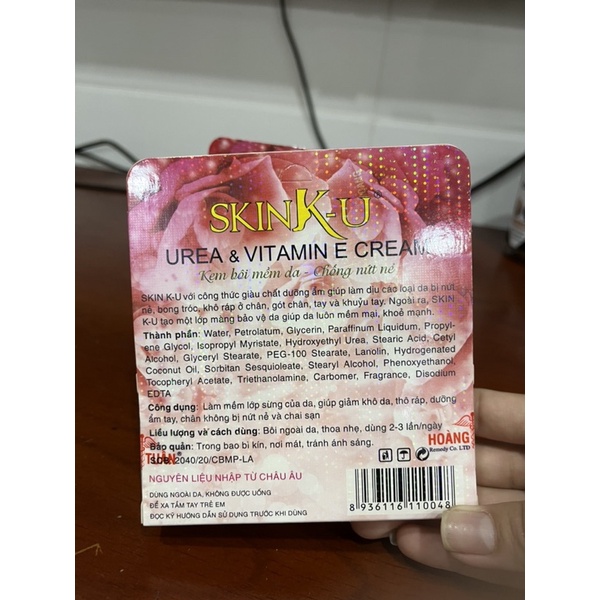 SKINK-U®
UREA & VITAMIN E CREAM
Kem bôi mềm da - Chống nứt nẻ
SKIN K-U với công thức giàu chất dưỡng ẩm giúp làm dịu các loại da bị nứt
nẻ, bong tróc, khô ráp ở chân, gót chân, tay và khuỷu tay. Ngoài ra, SKIN
K-U tạo một lớp màng bảo vệ da giúp da luôn mềm mại, khoẻ mạnh.
Thành phần: Water, Petrolatum, Glycerin, Paraffinum Liquidum, Propyl-
ene Glycol, Isopropyl Myristate, Hydroxyethyl Urea, Stearic Acid, Cetyl
Alcohol, Glyceryl Stearate, PEG-100 Stearate, Lanolin, Hydrogenated
Coconut Oil, Sorbitan Sesquioleate, Stearyl Alcohol, Phenoxyethanol,
Tocopheryl Acetate, Triethanolamine, Carbomer, Fragrance, Disodium
EDTA
Công dụng: Làm mềm lớp sừng của da, giúp giảm khô da, thô ráp, dưỡng
ẩm tay, chân không bị nứt nẻ và chai sạn
Liều lượng và cách dùng: Bôi ngoài da, thoa nhẹ, dùng 2-3 lần/ngày
Bảo quản: Trong bao bì kín, nơi mát, tránh ánh sáng.
SĐB: 2040/20/CBMP-LA
TUẤN®
HOÀNG
Remedy Co. LTD
NGUYÊN LIỆU NHẬP TỪ CHÂU ÂU
DÙNG NGOÀI DA, KHÔNG ĐƯỢC UỐNG
ĐỂ XA TẦM TAY TRẺ EM
ĐỌC KỸ HƯỚNG DẪN SỬ DỤNG TRƯỚC KHI DÙNG
8 936116 110048